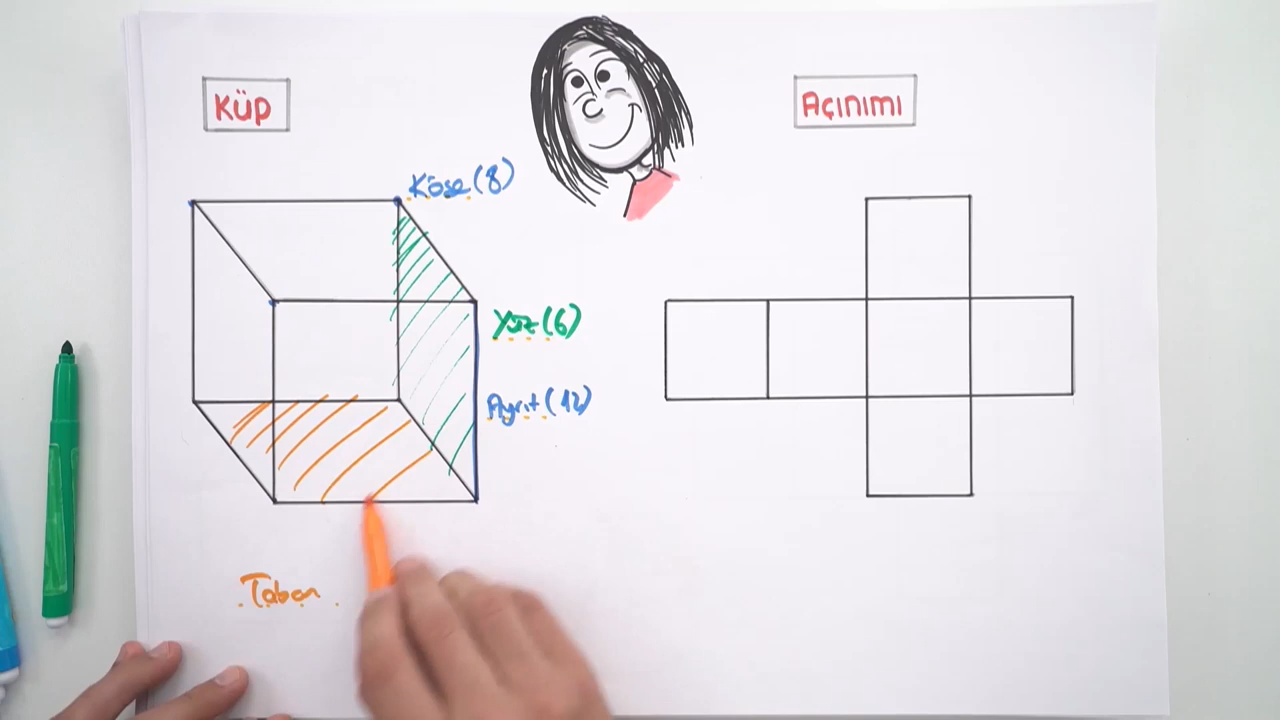 Küp
Açınımı
Köşe (8)
Yüz (6)
Ayrıt (12)
Taban